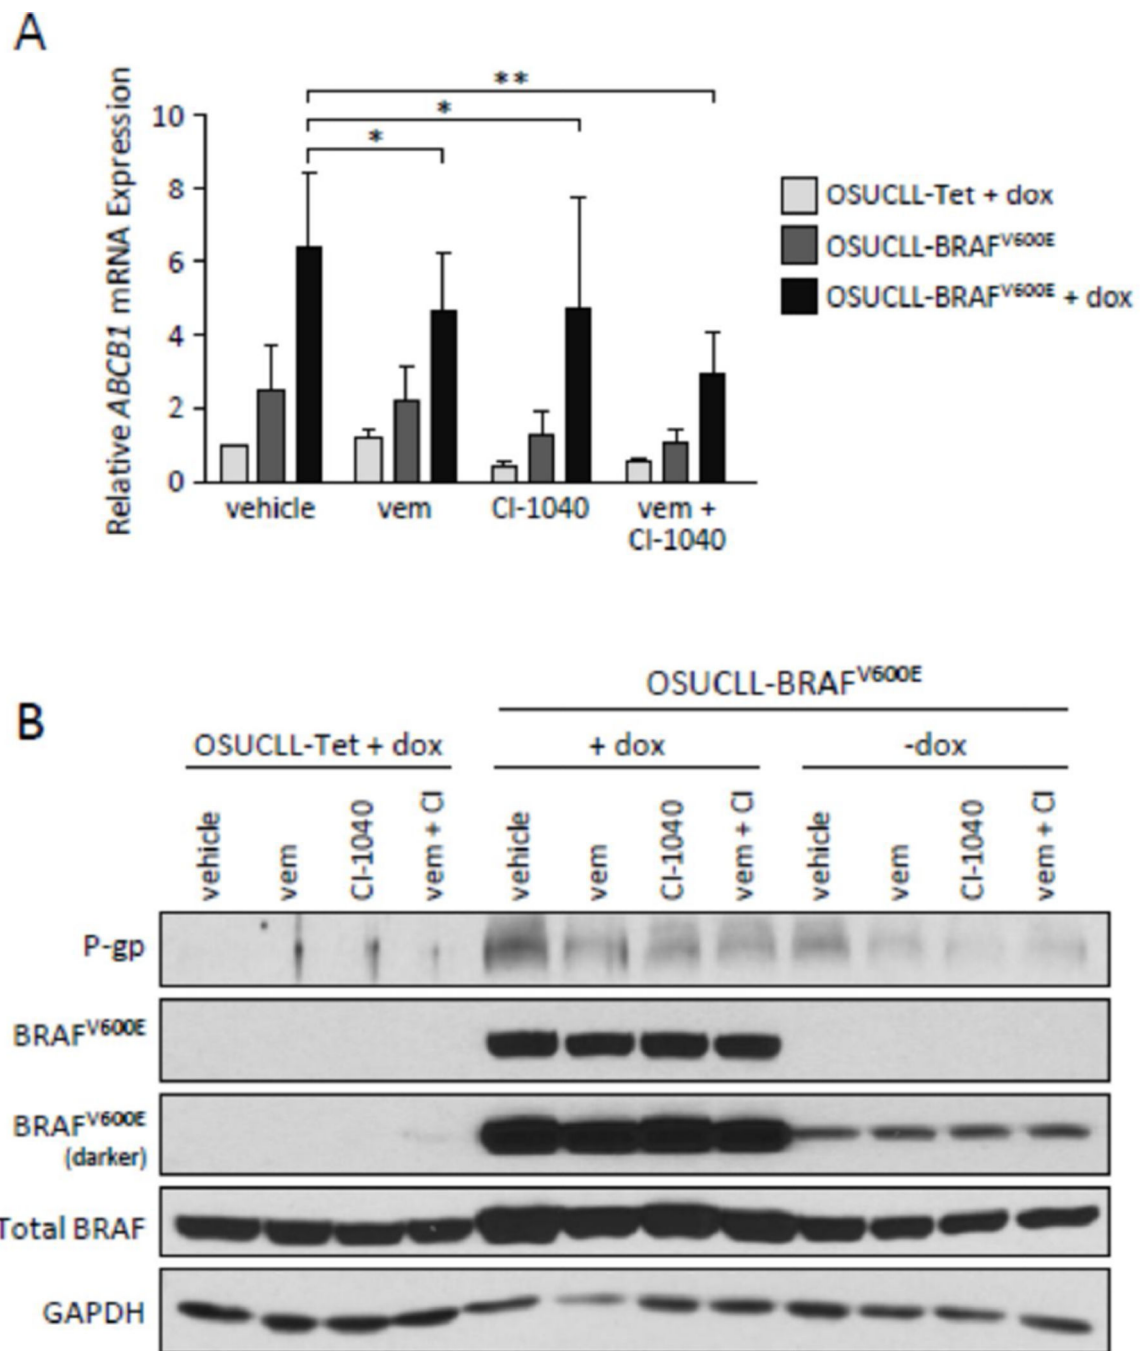 A
Relative ABCB1 mRNA Expression
10
8
6
4
2
0
**
*
*
vehicle
vem
CI-1040
vem +
CI-1040
OSUCLL-Tet + dox
OSUCLL-BRAFV600E
OSUCLL-BRAFV600E + dox
B
OSUCLL-BRAFV600E
OSUCLL-Tet + dox
+ dox
-dox
vehicle
vem
CI-1040
vem + CI
vehicle
vem
CI-1040
vem + CI
vehicle
vem
CI-1040
vem + CI
P-gp
BRAFV600E
BRAFV600E
(darker)
Total BRAF
GAPDH